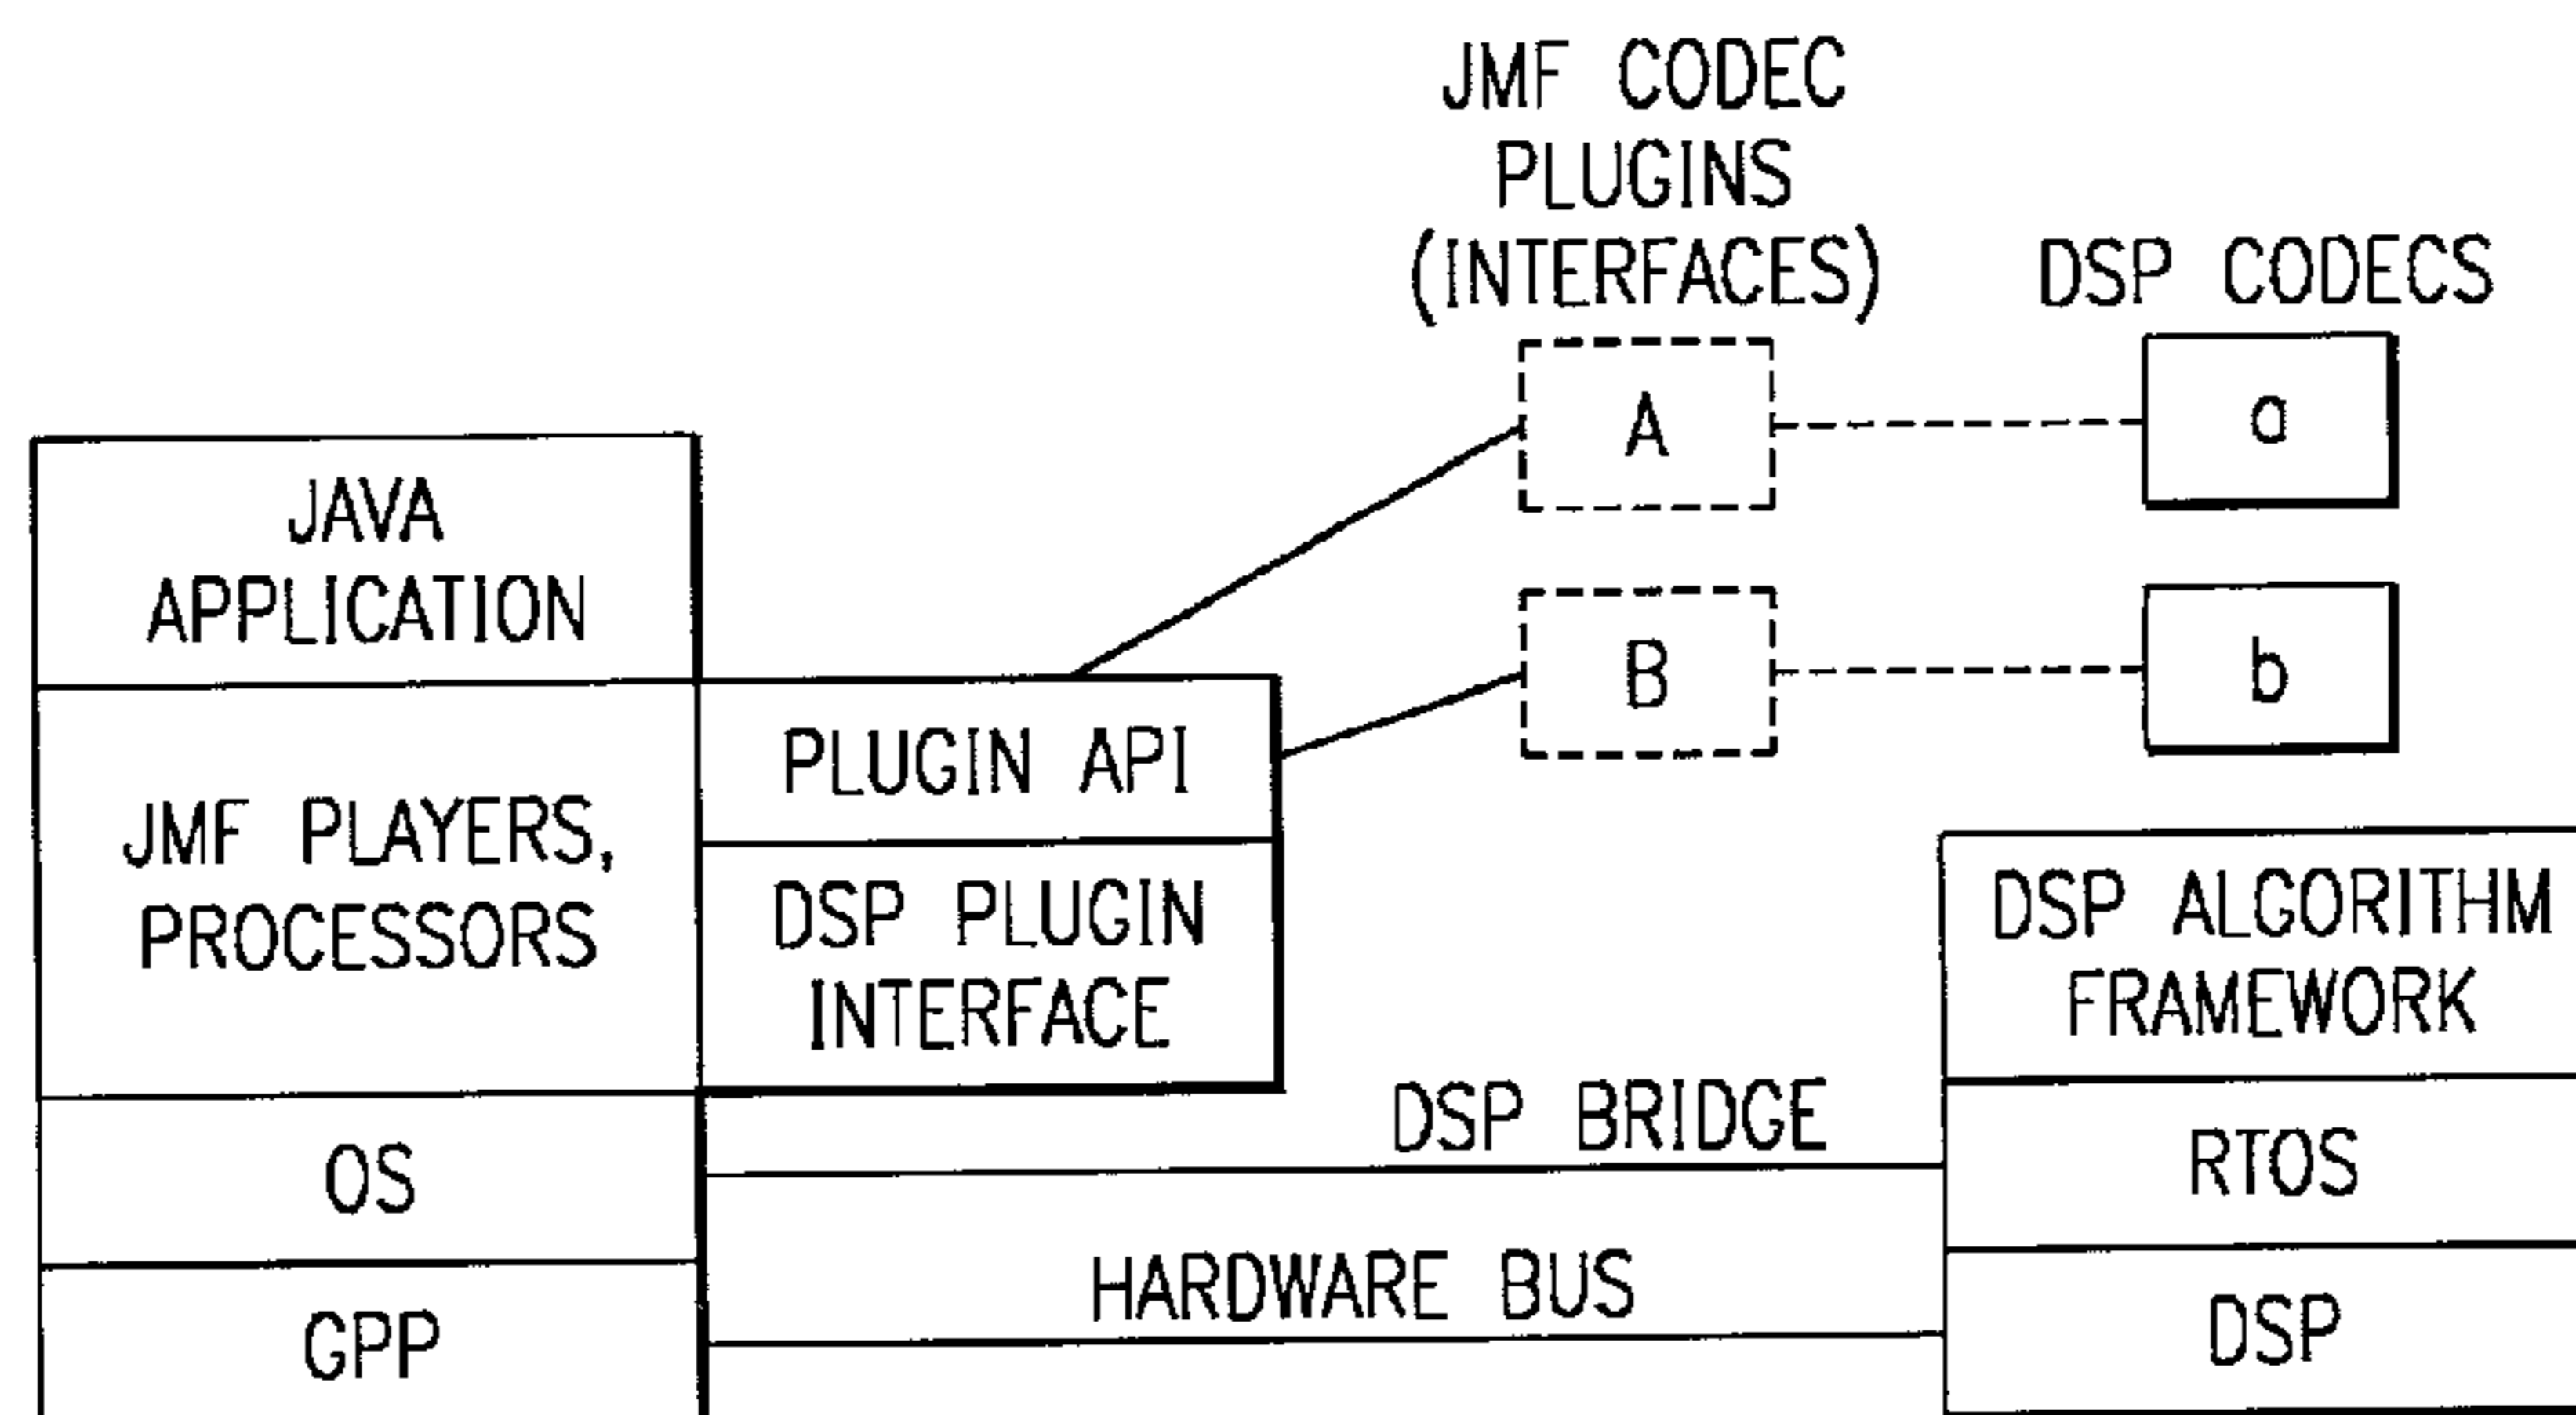 JMF CODEC
PLUGINS
(INTERFACES)
DSP CODECS
A
a
B
b
JAVA
APPLICATION
JMF PLAYERS,
PROCESSORS
PLUGIN API
DSP PLUGIN
INTERFACE
OS
GPP
DSP BRIDGE
HARDWARE BUS
DSP ALGORITHM
FRAMEWORK
RTOS
DSP